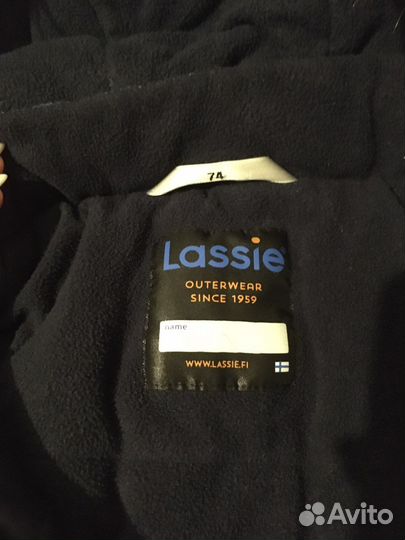 74
Lassie®
OUTERWEAR
SINCE 1959
name
WWW.LASSIE.FI
Avito